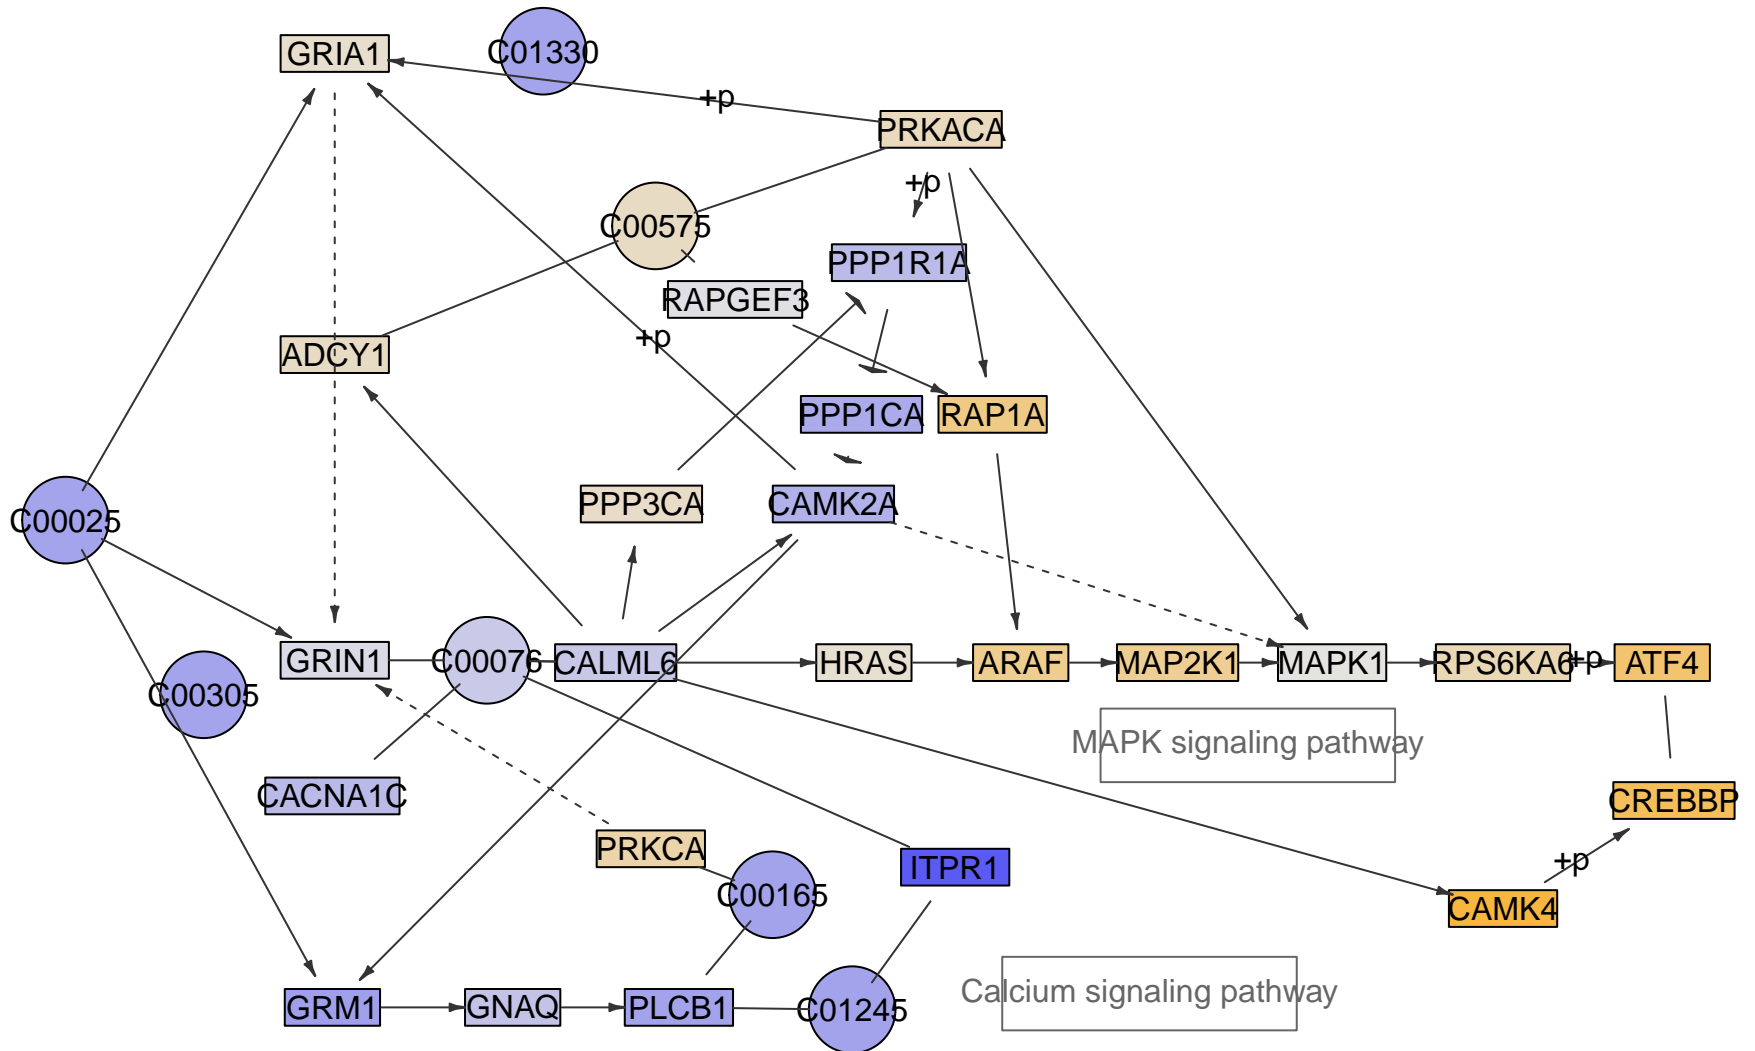 GRIA1
C01330
+p
PRKACA
+p
C00575
PPP1R1A
RAPGEF3
+p
ADCY1
PPP1CA
RAP1A
PPP3CA
CAMK2A
C00025
GRIN1
C00076
CALML6
HRAS
ARAF
MAP2K1
MAPK1
RPS6KA6
+p
ATF4
C00305
MAPK signaling pathway
CACNA1C
CREBBP
PRKCA
ITPR1
+p
C00165
CAMK4
Calcium signaling pathway
GRM1
GNAQ
PLCB1
C01245